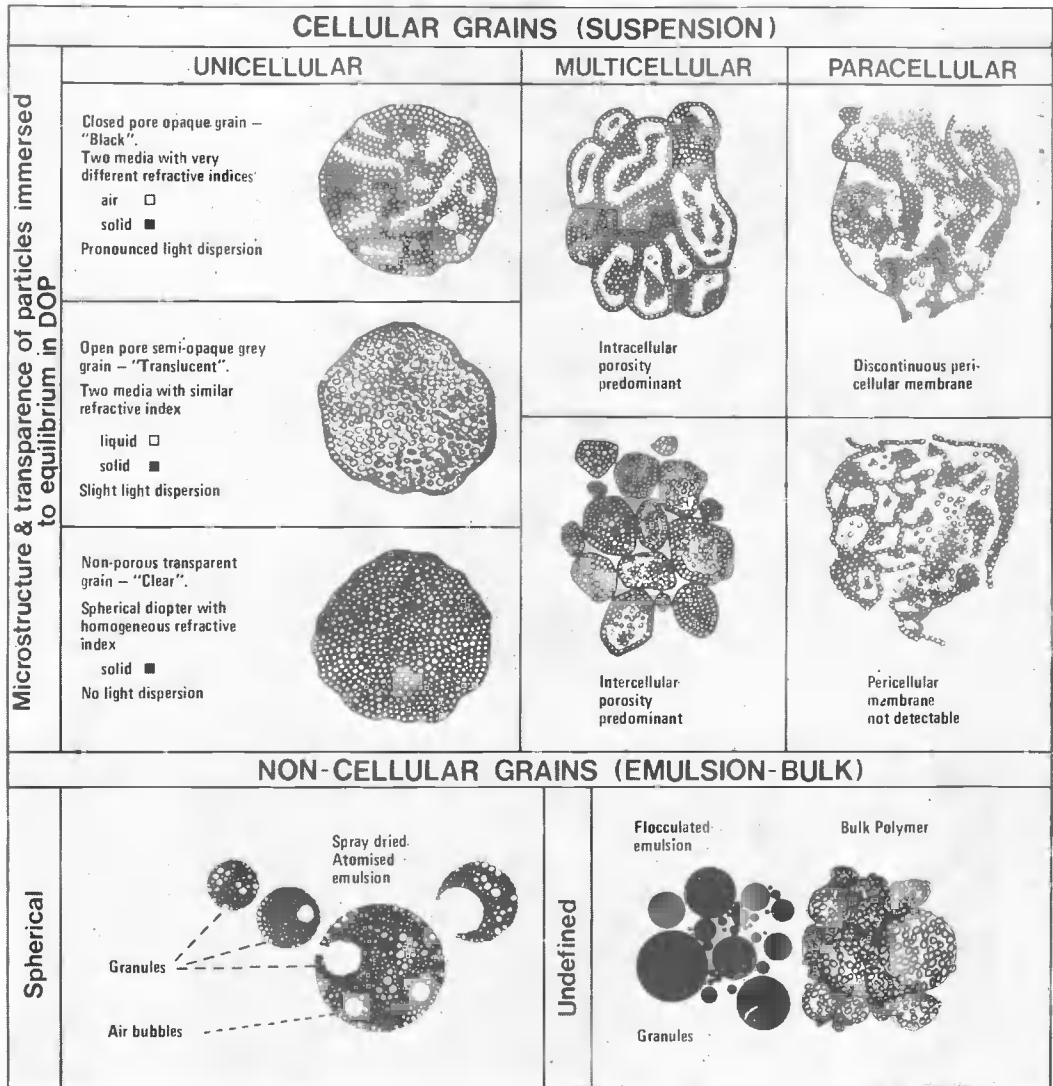 CELLULAR GRAINS (SUSPENSION)
UNICELLULAR
MULTICELLULAR
PARACELLULAR
Microstructure & transparence of particles immersed
to equilibrium in DOP
Closed pore opaque grain –
"Black".
Two media with very
different refractive indices
air □
solid ■
Pronounced light dispersion
Open pore semi-opaque grey
grain – "Translucent".
Two media with similar
refractive index
liquid □
solid ■
Slight light dispersion
Non-porous transparent
grain – "Clear".
Spherical diopter with
homogeneous refractive
index
solid ■
No light dispersion
Intracellular
porosity
predominant
Intercellular
porosity
predominant
Discontinuous peri-
cellular membrane
Pericellular
membrane
not detectable
NON-CELLULAR GRAINS (EMULSION-BULK)
Spherical
Spray dried
Atomised
emulsion
Granules
Air bubbles
Undefined
Flocculated
emulsion
Bulk Polymer
Granules